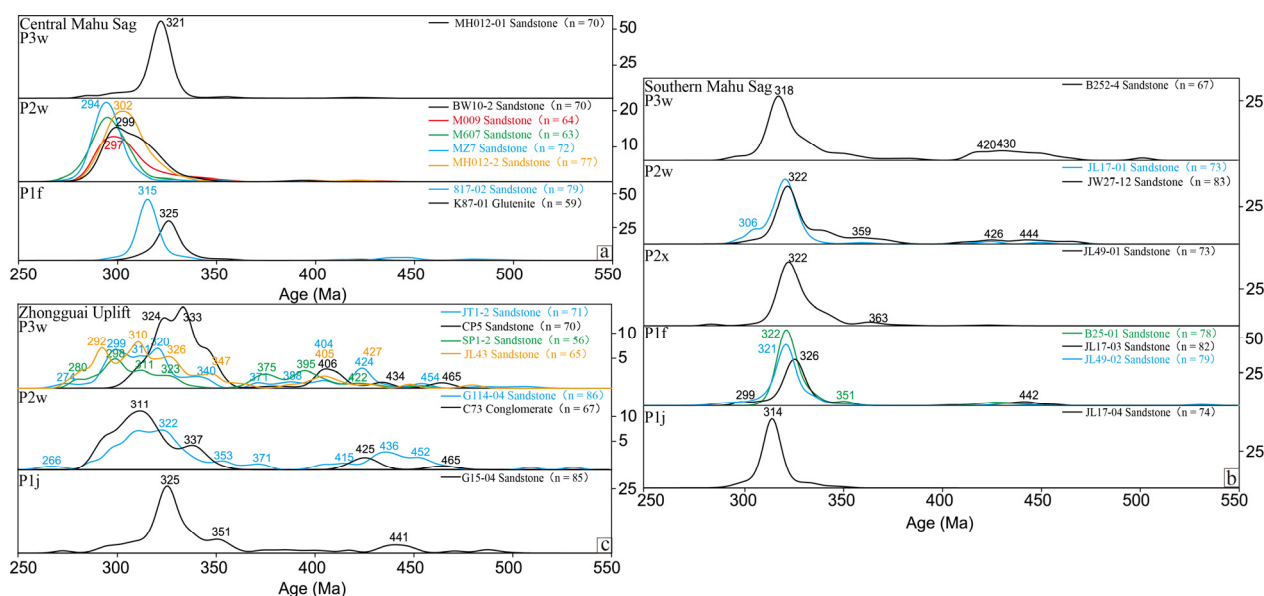 Central Mahu Sag
P3w
321
MH012-01 Sandstone（n = 70）
50
25
P2w
294
302
299
297
BW10-2 Sandstone（n = 70）
M009 Sandstone（n = 64）
M607 Sandstone（n = 63）
MZ7 Sandstone（n = 72）
MH012-2 Sandstone（n = 77）
20
10
P1f
315
325
817-02 Sandstone（n = 79）
K87-01 Glutenite（n = 59）
50
25
a
250 300 350 400 450 500 550
Age (Ma)
Zhongguai Uplift
P3w
JT1-2 Sandstone（n = 71）
CP5 Sandstone（n = 70）
SP1-2 Sandstone（n = 56）
JL43 Sandstone（n = 65）
324 333
292 299 310 320
298 311 326
280 311 323 347
340
375 395 404
405
406
427
424
371 388 422 434 454 465
10
5
P2w
G114-04 Sandstone（n = 86）
C73 Conglomerate（n = 67）
311
322
337
266 353 371 415 425 436 452 465
10
5
P1j
325
G15-04 Sandstone（n = 85）
351
441
25
c
250 300 350 400 450 500 550
Age (Ma)
Southern Mahu Sag
P3w
318
B252-4 Sandstone（n = 67）
420 430
25
P2w
JL17-01 Sandstone（n = 73）
JW27-12 Sandstone（n = 83）
322
306
359
426 444
25
P2x
322
JL49-01 Sandstone（n = 73）
363
25
P1f
B25-01 Sandstone（n = 78）
JL17-03 Sandstone（n = 82）
JL49-02 Sandstone（n = 79）
322
321
326
299
351
442
50
25
P1j
314
JL17-04 Sandstone（n = 74）
25
b
250 300 350 400 450 500 550
Age (Ma)